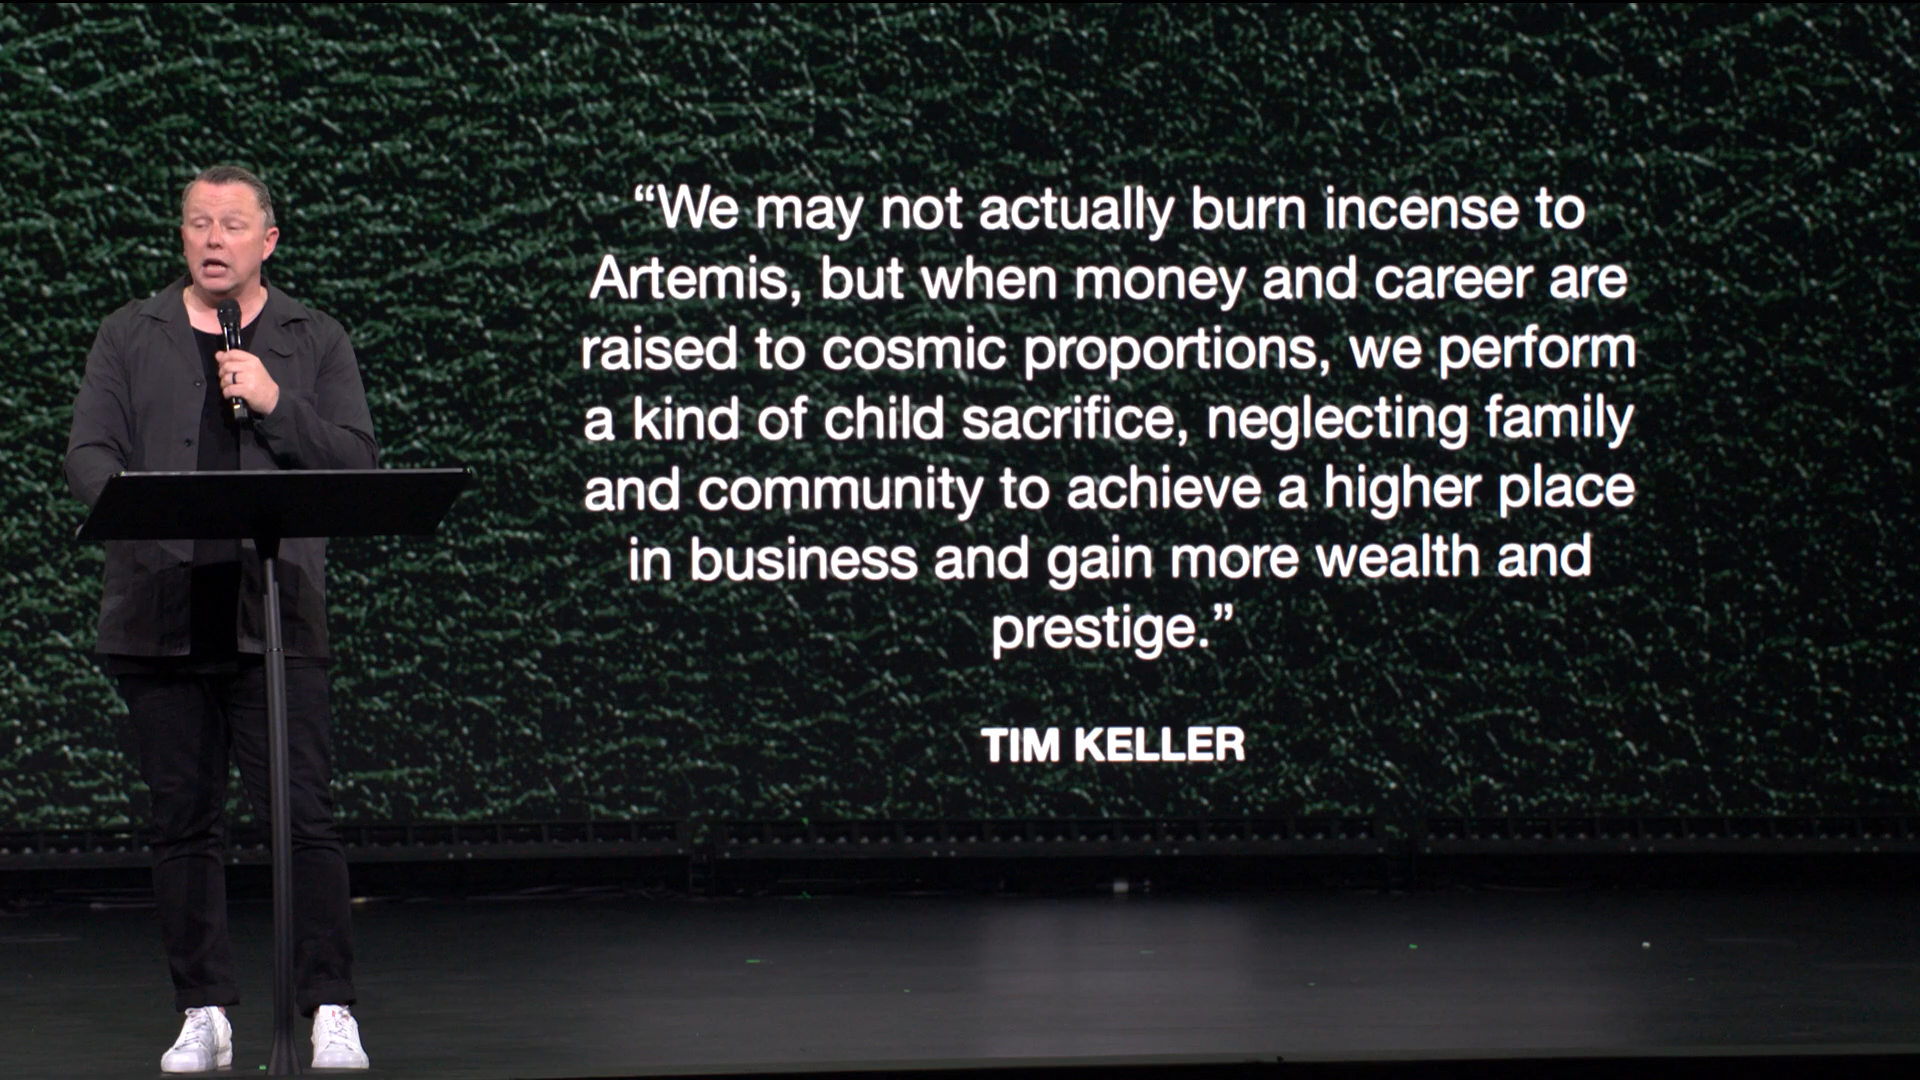 “We may not actually burn incense to
Artemis, but when money and career are
raised to cosmic proportions, we perform
a kind of child sacrifice, neglecting family
and community to achieve a higher place
in business and gain more wealth and
prestige.”
TIM KELLER